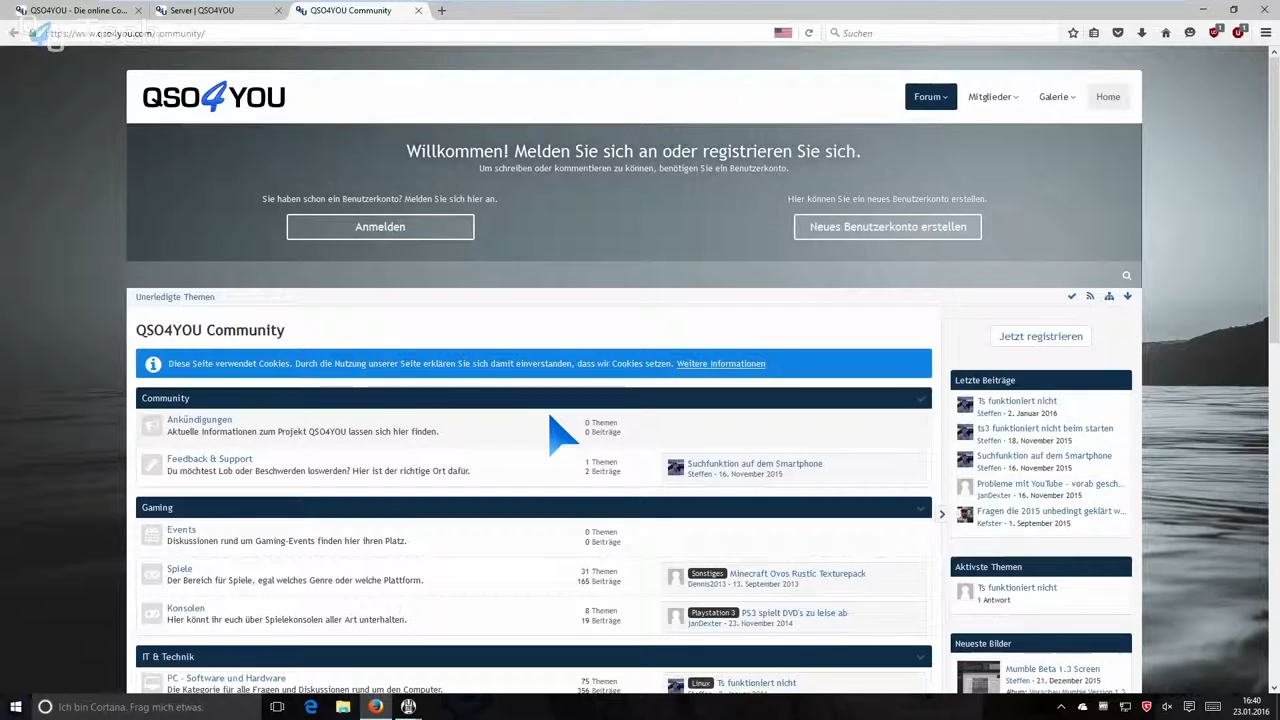 QSO4YOU - Die online Co...
Server | QSO4YOU
QSO4YOU Community
https://www.qso4you.com/community/
Suchen
QSO4YOU
Forum
Mitglieder
Galerie
Home
Willkommen! Melden Sie sich an oder registrieren Sie sich.
Um schreiben oder kommentieren zu können, benötigen Sie ein Benutzerkonto.
Sie haben schon ein Benutzerkonto? Melden Sie sich hier an.
Hier können Sie ein neues Benutzerkonto erstellen.
Anmelden
Neues Benutzerkonto erstellen
Unerledigte Themen
QSO4YOU Community
Jetzt registrieren
Diese Seite verwendet Cookies. Durch die Nutzung unserer Seite erklären Sie sich damit einverstanden, dass wir Cookies setzen. Weitere Informationen
Community
Ankündigungen
Aktuelle Informationen zum Projekt QSO4YOU lassen sich hier finden.
0 Themen
0 Beiträge
Feedback & Support
Du möchtest Lob oder Beschwerden loswerden? Hier ist der richtige Ort dafür.
1 Themen
2 Beiträge
Suchfunktion auf dem Smartphone
Steffen - 16. November 2015
Gaming
Events
Diskussionen rund um Gaming-Events finden hier ihren Platz.
0 Themen
0 Beiträge
Spiele
Der Bereich für Spiele, egal welches Genre oder welche Plattform.
31 Themen
165 Beiträge
Sonstiges Minecraft Ovos Rustic Texturepack
Dennis2013 - 13. September 2013
Konsolen
Hier könnt ihr euch über Spielekonsolen aller Art unterhalten.
8 Themen
19 Beiträge
Playstation 3 PS3 spielt DVD's zu leise ab
janDexter - 23. November 2014
IT & Technik
PC - Software und Hardware
Die Kategorie für alle Fragen und Diskussionen rund um den Computer.
75 Themen
356 Beiträge
Linux Ts funktioniert nicht
Letzte Beiträge
Ts funktioniert nicht
Steffen - 2. Januar 2016
ts3 funktioniert nicht beim starten
Steffen - 18. November 2015
Suchfunktion auf dem Smartphone
Steffen - 16. November 2015
Probleme mit YouTube - vorab gesch...
janDexter - 16. November 2015
Fragen die 2015 unbedingt geklärt w...
Kefster - 1. September 2015
Aktivste Themen
Ts funktioniert nicht
1 Antwort
Neueste Bilder
Mumble Beta 1.3 Screen
Steffen - 21. Dezember 2015
Album: Vorschau Mumble Version 1.3
Ich bin Cortana. Frag mich etwas.
16:40
23.01.2016